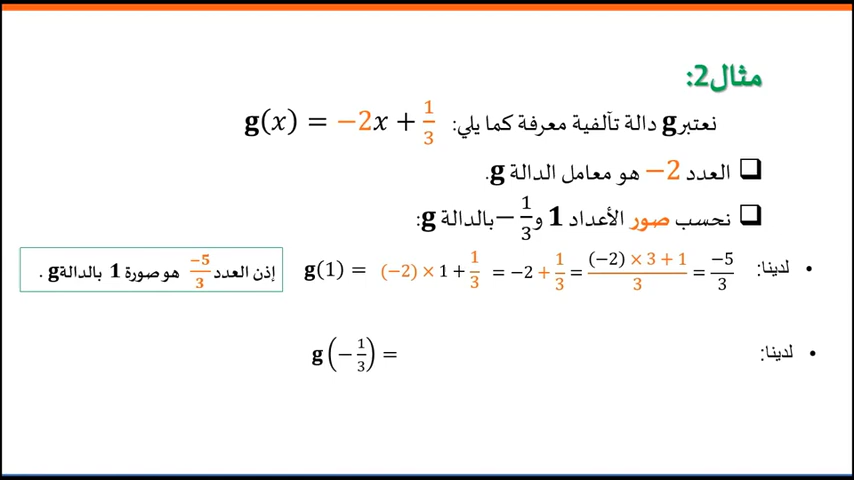 مثال2:
نعتبر g دالة تآلفية معرفة كما يلي: g(x) = −2x + 1/3
❑ العدد −2 هو معامل الدالة g.
❑ نحسب صور الأعداد 1 و −1/3 بالدالة g:
• لدينا: g(1) = (−2) × 1 + 1/3 = −2 + 1/3 = ((−2) × 3 + 1)/3 = −5/3
إذن العدد −5/3 هو صورة 1 بالدالة g .
• لدينا: g(−1/3) =